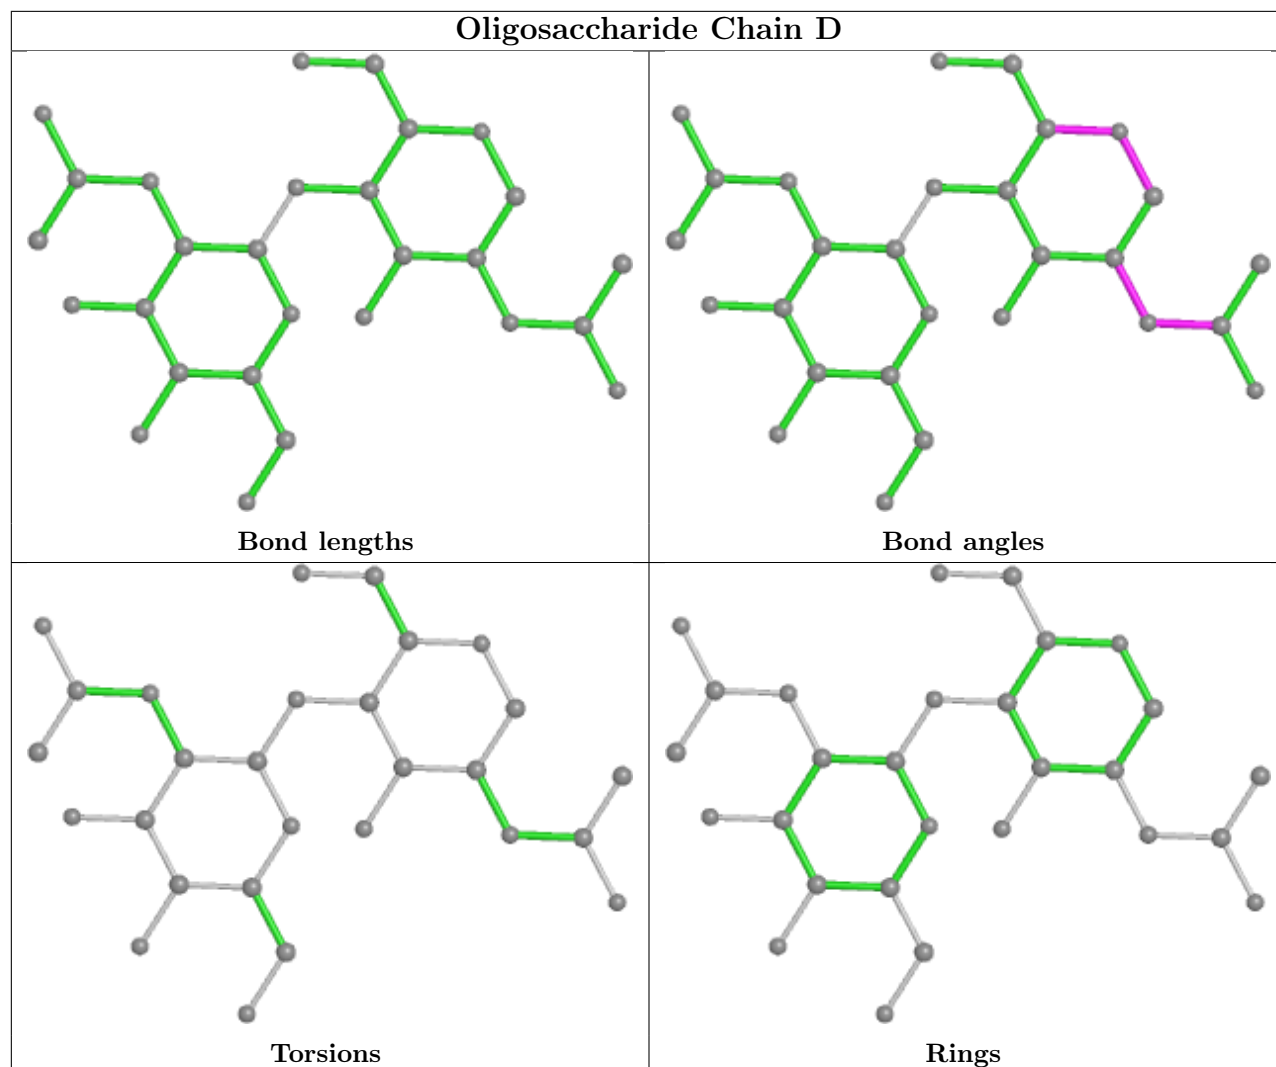 Oligosaccharide Chain D
Bond lengths
Bond angles
Torsions
Rings